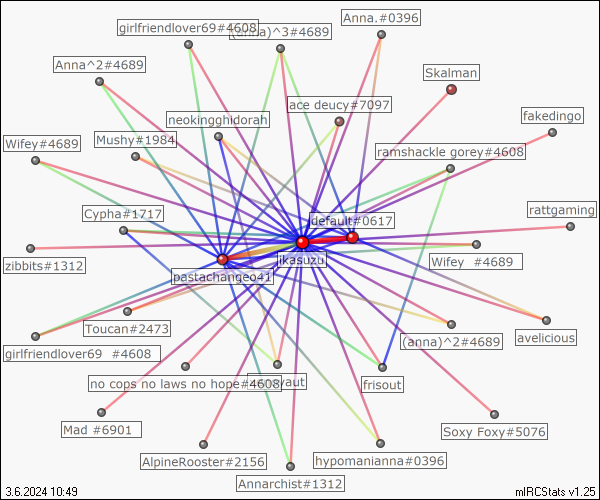 girlfriendlover69#4608
(anna)^3#4689
Anna.#0396
Anna^2#4689
Skalman
ace deucy#7097
neokingghidorah
fakedingo
Wifey#4689
Mushy#1984
ramshackle gorey#4608
Cypha#1717
default#0617
rattgaming
zibbits#1312
pastachange041
ikasuzu
Wifey #4689
Toucan#2473
(anna)^2#4689
avelicious
girlfriendlover69 #4608
no cops no laws no hope#4608
frisout
Mad #6901
Soxy Foxy#5076
AlpineRooster#2156
hypomanianna#0396
Annarchist#1312
3.6.2024 10:49
mIRCStats v1.25